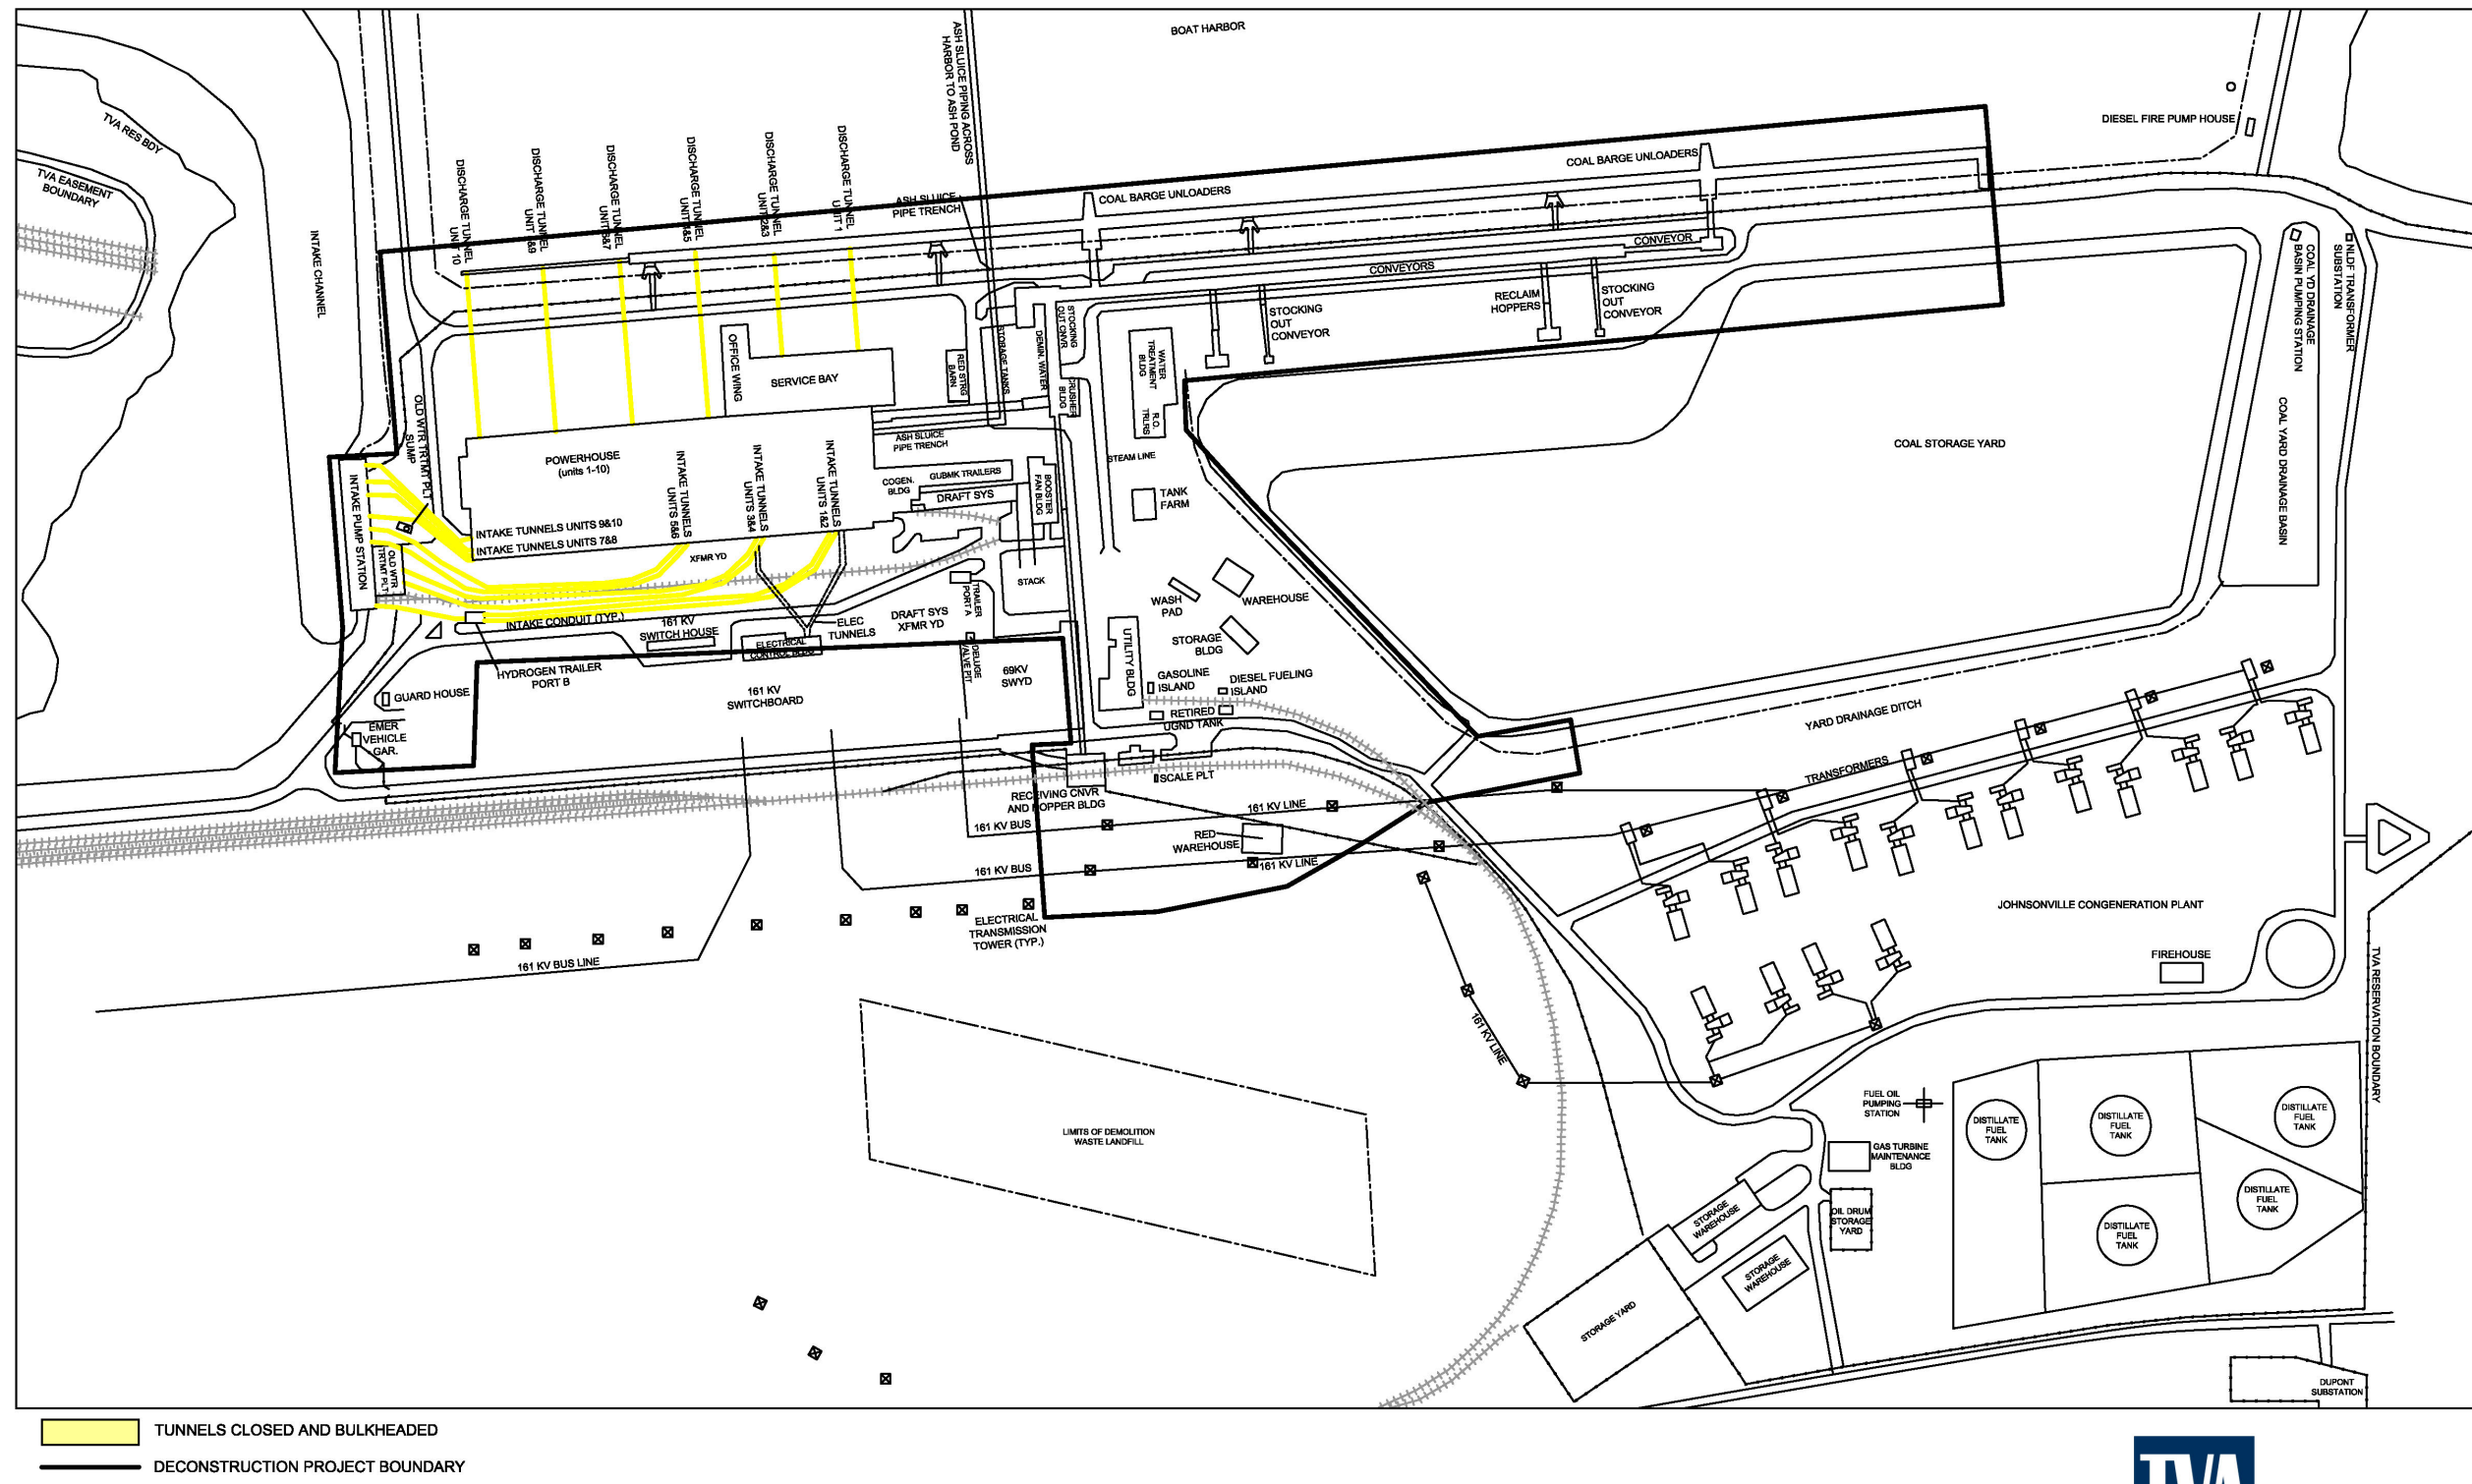 BOAT HARBOR
ASH SLUICE PIPING ACROSS
HARBOR TO ASH POND
TVA RES BDY
TVA EASEMENT
BOUNDARY
INTAKE CHANNEL
DIESEL FIRE PUMP HOUSE
DISCHARGE TUNNEL
UNIT 10
DISCHARGE TUNNEL
UNIT 8&9
DISCHARGE TUNNEL
UNIT 6&7
DISCHARGE TUNNEL
UNIT 4&5
DISCHARGE TUNNEL
UNIT 2&3
DISCHARGE TUNNEL
UNIT 1
ASH SLUICE
PIPE TRENCH
COAL BARGE UNLOADERS
COAL BARGE UNLOADERS
CONVEYOR
CONVEYORS
STOCKING
OUT
CONVEYOR
RECLAIM
HOPPERS
STOCKING
OUT
CONVEYOR
NLDF TRANSFORMER
SUBSTATION
COAL YD DRAINAGE
BASIN PUMPING STATION
COAL YARD DRAINAGE BASIN
COAL STORAGE YARD
OFFICE WING
SERVICE BAY
RED STRG
BARN
STORAGE TANKS
DEMIN. WATER
STOCKING
OUT CNVR
CRUSHER
BLDG
WATER
TREATMENT
BLDG
R.O.
TRLRS
STEAM LINE
OLD WTR TRTMT PLT
SUMP
INTAKE PUMP STATION
OLD WTR
TRTMT PLT
POWERHOUSE
(units 1-10)
INTAKE TUNNELS
UNITS 5&6
INTAKE TUNNELS
UNITS 3&4
INTAKE TUNNELS
UNITS 1&2
INTAKE TUNNELS UNITS 9&10
INTAKE TUNNELS UNITS 7&8
ASH SLUICE
PIPE TRENCH
COGEN.
BLDG
GUBMK TRAILERS
DRAFT SYS
BOOSTER
FAN BLDG
TANK
FARM
XFMR YD
STACK
TRAILER
PORT A
WASH
PAD
WAREHOUSE
STORAGE
BLDG
INTAKE CONDUIT (TYP.)
161 KV
SWITCH HOUSE
ELECTRICAL
CONTROL BLDG
ELEC
TUNNELS
DRAFT SYS
XFMR YD
DELUGE
VALVE PIT
69KV
SWYD
UTILITY BLDG
GASOLINE
ISLAND
DIESEL FUELING
ISLAND
RETIRED
UGND TANK
HYDROGEN TRAILER
PORT B
GUARD HOUSE
EMER
VEHICLE
GAR.
161 KV
SWITCHBOARD
SCALE PLT
RECEIVING CNVR
AND HOPPER BLDG
161 KV LINE
161 KV BUS
RED
WAREHOUSE
161 KV BUS
161 KV LINE
YARD DRAINAGE DITCH
TRANSFORMERS
ELECTRICAL
TRANSMISSION
TOWER (TYP.)
161 KV BUS LINE
161 KV LINE
JOHNSONVILLE CONGENERATION PLANT
FIREHOUSE
TVA RESERVATION BOUNDARY
LIMITS OF DEMOLITION
WASTE LANDFILL
FUEL OIL
PUMPING
STATION
GAS TURBINE
MAINTENANCE
BLDG
DISTILLATE
FUEL
TANK
DISTILLATE
FUEL
TANK
DISTILLATE
FUEL
TANK
DISTILLATE
FUEL
TANK
DISTILLATE
FUEL
TANK
STORAGE
WAREHOUSE
OIL DRUM
STORAGE
YARD
STORAGE
WAREHOUSE
STORAGE YARD
DUPONT
SUBSTATION
TUNNELS CLOSED AND BULKHEADED
DECONSTRUCTION PROJECT BOUNDARY
TVA